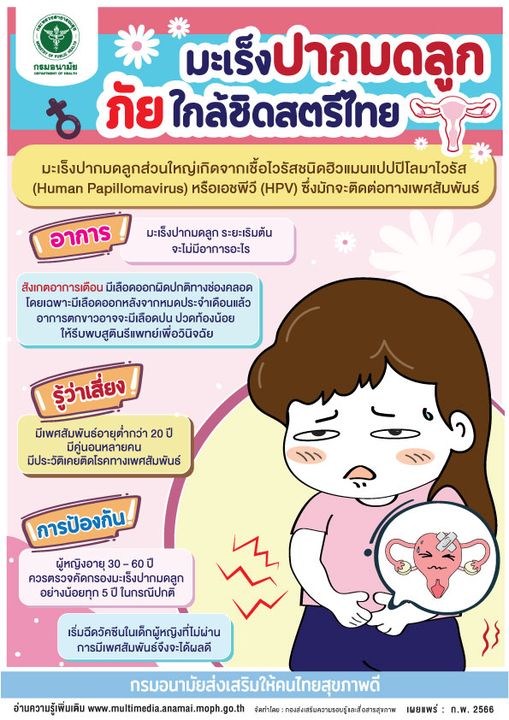 กระทรวงสาธารณสุข
MINISTRY OF PUBLIC HEALTH
กรมอนามัย
DEPARTMENT OF HEALTH
มะเร็งปากมดลูก
ภัยใกล้ชิดสตรีไทย
มะเร็งปากมดลูกส่วนใหญ่เกิดจากเชื้อไวรัสชนิดฮิวแมนแปปปิโลมาไวรัส
(Human Papillomavirus) หรือเอชพีวี (HPV) ซึ่งมักจะติดต่อทางเพศสัมพันธ์
อาการ
มะเร็งปากมดลูก ระยะเริ่มต้น
จะไม่มีอาการอะไร
สังเกตอาการเตือน มีเลือดออกผิดปกติทางช่องคลอด
โดยเฉพาะมีเลือดออกหลังจากหมดประจำเดือนแล้ว
อาการตกขาวอาจจะมีเลือดปน ปวดท้องน้อย
ให้รีบพบสูตินรีแพทย์เพื่อวินิจฉัย
รู้ว่าเสี่ยง
มีเพศสัมพันธ์อายุต่ำกว่า 20 ปี
มีคู่นอนหลายคน
มีประวัติเคยติดโรคทางเพศสัมพันธ์
การป้องกัน
ผู้หญิงอายุ 30 - 60 ปี
ควรตรวจคัดกรองมะเร็งปากมดลูก
อย่างน้อยทุก 5 ปี ในกรณีปกติ
เริ่มฉีดวัคซีนในเด็กผู้หญิงที่ไม่ผ่าน
การมีเพศสัมพันธ์จึงจะได้ผลดี
กรมอนามัยส่งเสริมให้คนไทยสุขภาพดี
อ่านความรู้เพิ่มเติม www.multimedia.anamai.moph.go.th จัดทำโดย : กองส่งเสริมความรอบรู้และสื่อสารสุขภาพ เผยแพร่ : ก.พ. 2566